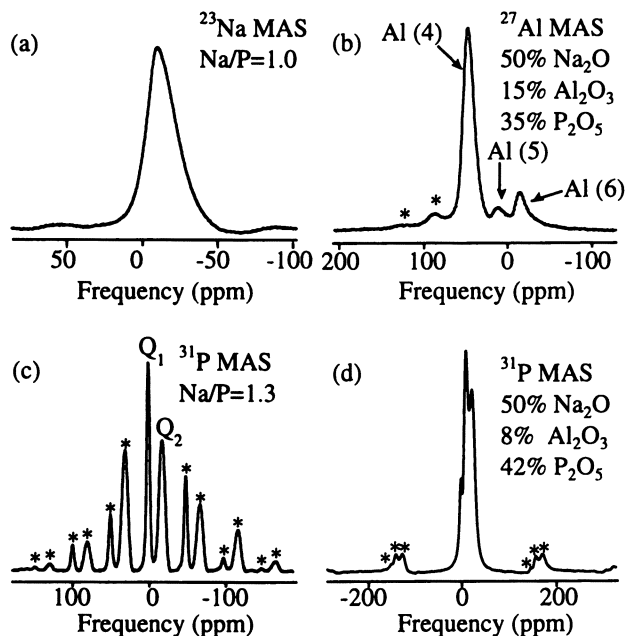 (a)
²³Na MAS
Na/P=1.0
50 0 -50 -100
Frequency (ppm)
(b)
²⁷Al MAS
50% Na₂O
15% Al₂O₃
35% P₂O₅
Al (4)
Al (5)
Al (6)
* *
200 100 0 -100
Frequency (ppm)
(c)
³¹P MAS
Na/P=1.3
Q₁
Q₂
* * * * * * * * * * * *
100 0 -100
Frequency (ppm)
(d)
³¹P MAS
50% Na₂O
8% Al₂O₃
42% P₂O₅
* * * * * *
-200 0 200
Frequency (ppm)